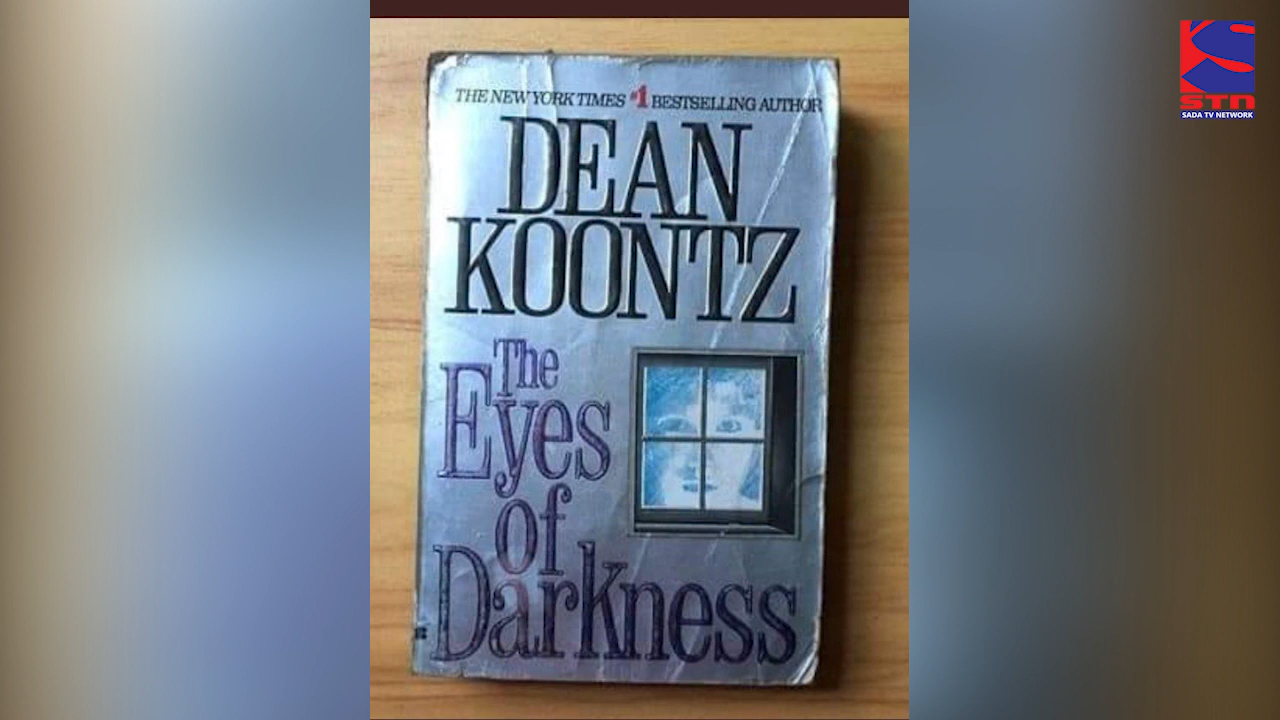 THE NEW YORK TIMES #1 BESTSELLING AUTHOR
DEAN
KOONTZ
The
Eyes
of
Darkness
STN
SADA TV NETWORK